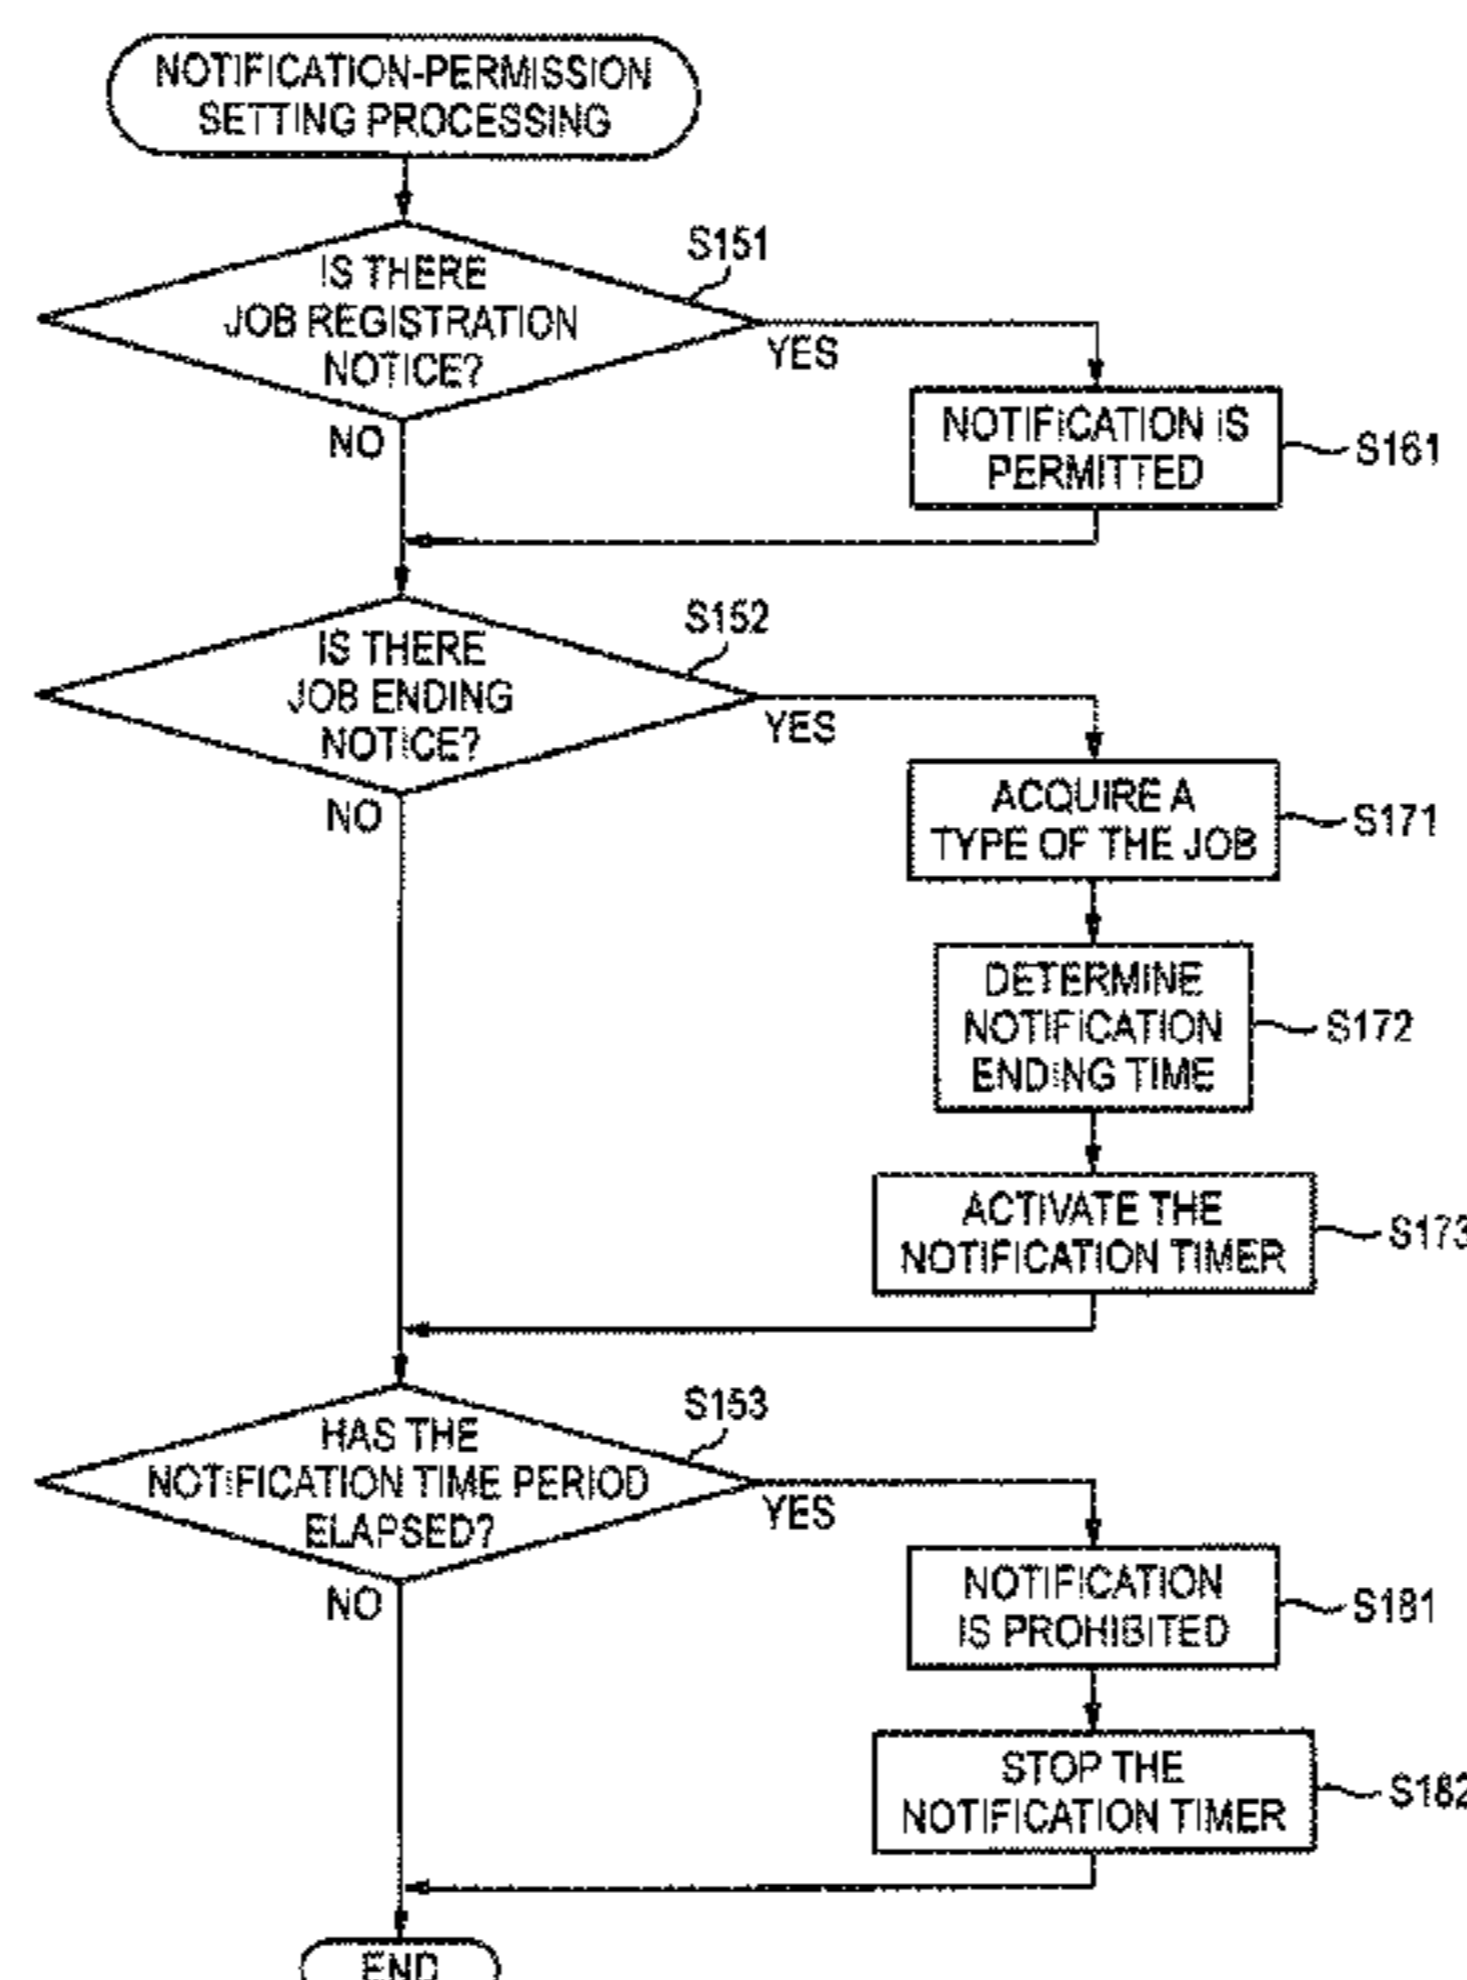 NOTIFICATION-PERMISSION
SETTING PROCESSING
S151
IS THERE
JOB REGISTRATION
NOTICE?
YES
NO
NOTIFICATION IS
PERMITTED
S161
S152
IS THERE
JOB ENDING
NOTICE?
YES
NO
ACQUIRE A
TYPE OF THE JOB
S171
DETERMINE
NOTIFICATION
ENDING TIME
S172
ACTIVATE THE
NOTIFICATION TIMER
S173
S153
HAS THE
NOTIFICATION TIME PERIOD
ELAPSED?
YES
NO
NOTIFICATION
IS PROHIBITED
S181
STOP THE
NOTIFICATION TIMER
S182
END